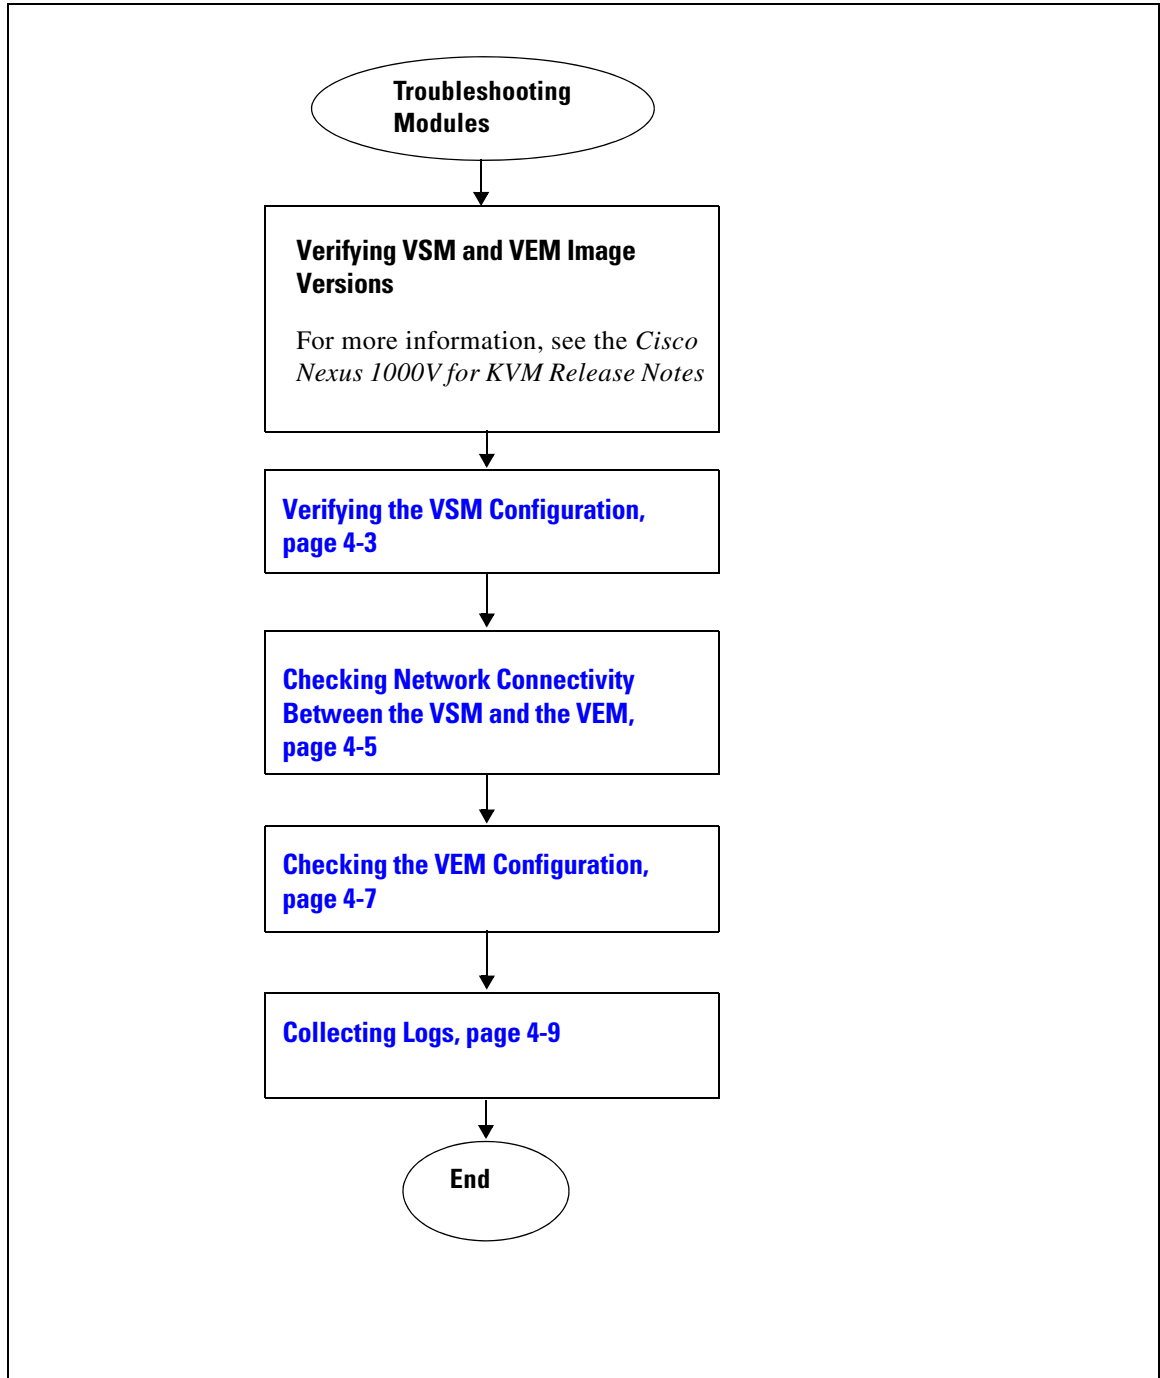 Troubleshooting
Modules
Verifying VSM and VEM Image
Versions
For more information, see the Cisco
Nexus 1000V for KVM Release Notes
Verifying the VSM Configuration,
page 4-3
Checking Network Connectivity
Between the VSM and the VEM,
page 4-5
Checking the VEM Configuration,
page 4-7
Collecting Logs, page 4-9
End